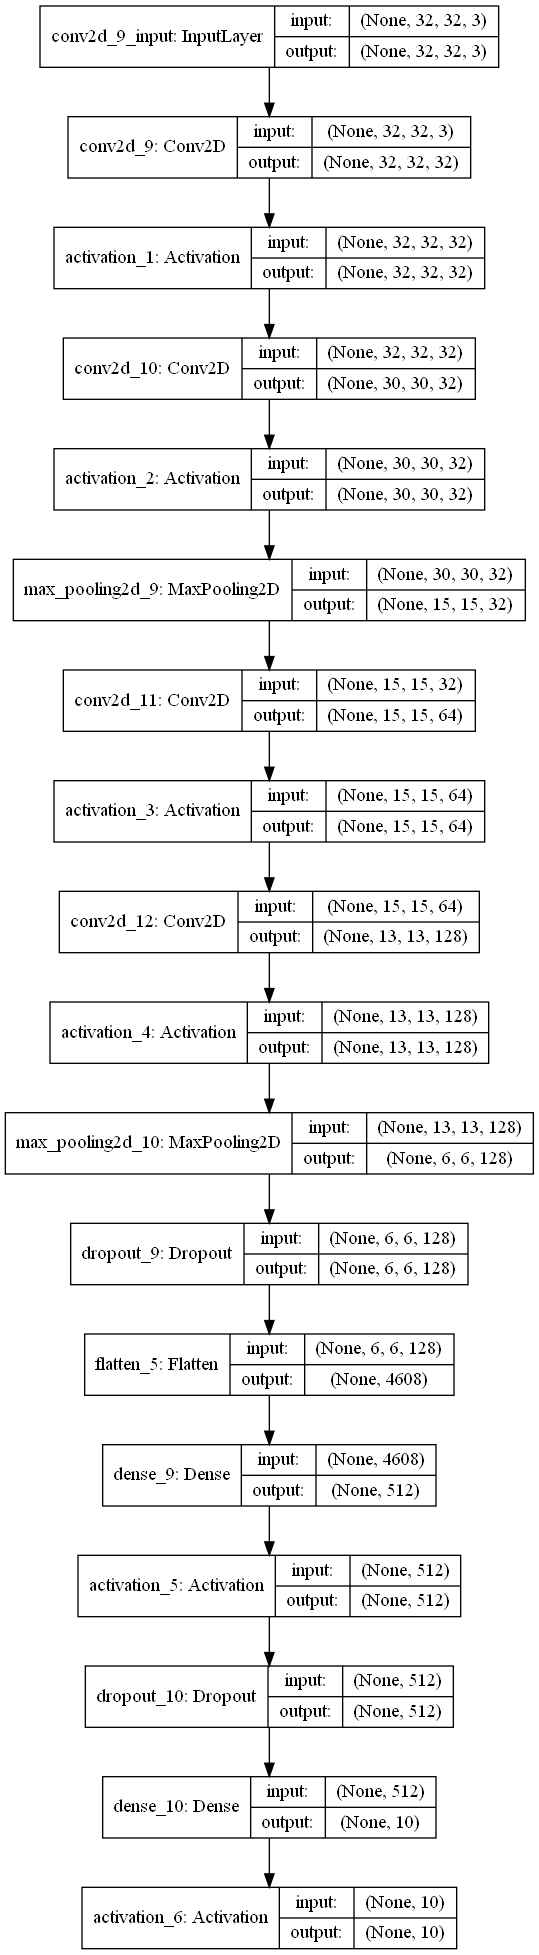 conv2d_9_input: InputLayer
input: (None, 32, 32, 3)
output: (None, 32, 32, 3)
conv2d_9: Conv2D
input: (None, 32, 32, 3)
output: (None, 32, 32, 32)
activation_1: Activation
input: (None, 32, 32, 32)
output: (None, 32, 32, 32)
conv2d_10: Conv2D
input: (None, 32, 32, 32)
output: (None, 30, 30, 32)
activation_2: Activation
input: (None, 30, 30, 32)
output: (None, 30, 30, 32)
max_pooling2d_9: MaxPooling2D
input: (None, 30, 30, 32)
output: (None, 15, 15, 32)
conv2d_11: Conv2D
input: (None, 15, 15, 32)
output: (None, 15, 15, 64)
activation_3: Activation
input: (None, 15, 15, 64)
output: (None, 15, 15, 64)
conv2d_12: Conv2D
input: (None, 15, 15, 64)
output: (None, 13, 13, 128)
activation_4: Activation
input: (None, 13, 13, 128)
output: (None, 13, 13, 128)
max_pooling2d_10: MaxPooling2D
input: (None, 13, 13, 128)
output: (None, 6, 6, 128)
dropout_9: Dropout
input: (None, 6, 6, 128)
output: (None, 6, 6, 128)
flatten_5: Flatten
input: (None, 6, 6, 128)
output: (None, 4608)
dense_9: Dense
input: (None, 4608)
output: (None, 512)
activation_5: Activation
input: (None, 512)
output: (None, 512)
dropout_10: Dropout
input: (None, 512)
output: (None, 512)
dense_10: Dense
input: (None, 512)
output: (None, 10)
activation_6: Activation
input: (None, 10)
output: (None, 10)